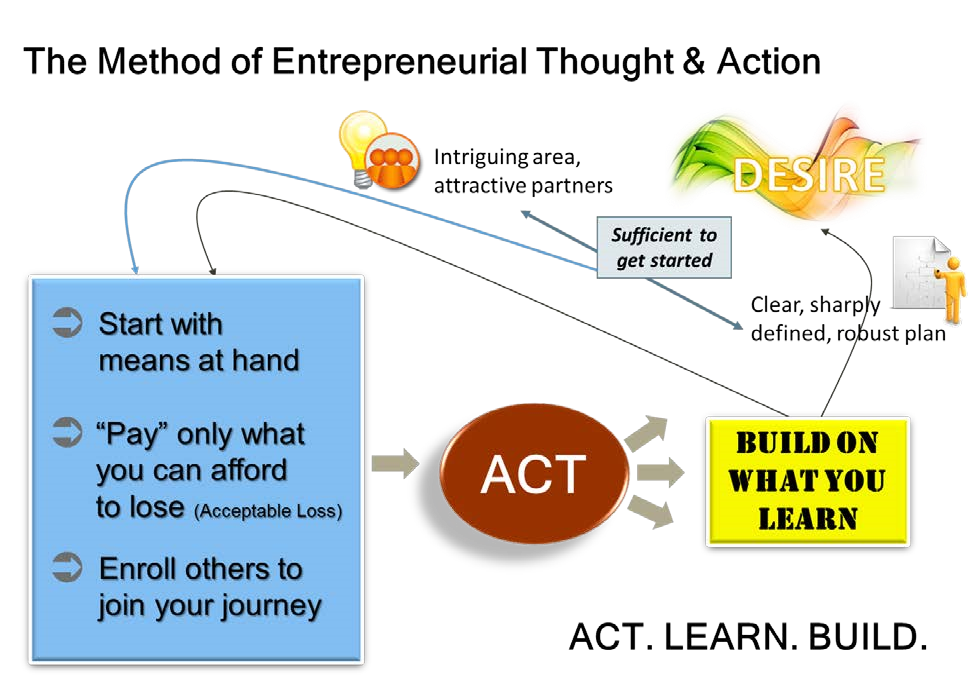 The Method of Entrepreneurial Thought & Action
Intriguing area,
attractive partners
DESIRE
Sufficient to
get started
Clear, sharply
defined, robust plan
Start with
means at hand
“Pay” only what
you can afford
to lose (Acceptable Loss)
Enroll others to
join your journey
ACT
BUILD ON
WHAT YOU
LEARN
ACT. LEARN. BUILD.